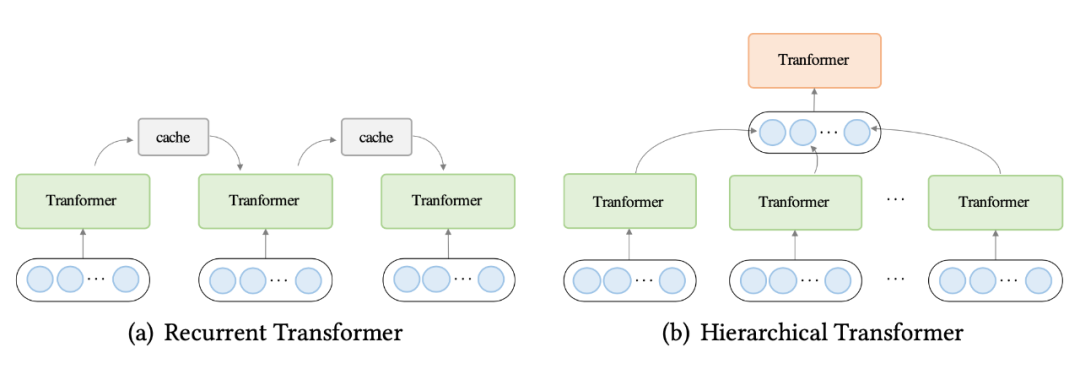 cache
cache
Tranformer
Tranformer
Tranformer
···
···
···
(a) Recurrent Transformer
Tranformer
···
Tranformer
Tranformer
···
Tranformer
···
···
···
···
(b) Hierarchical Transformer